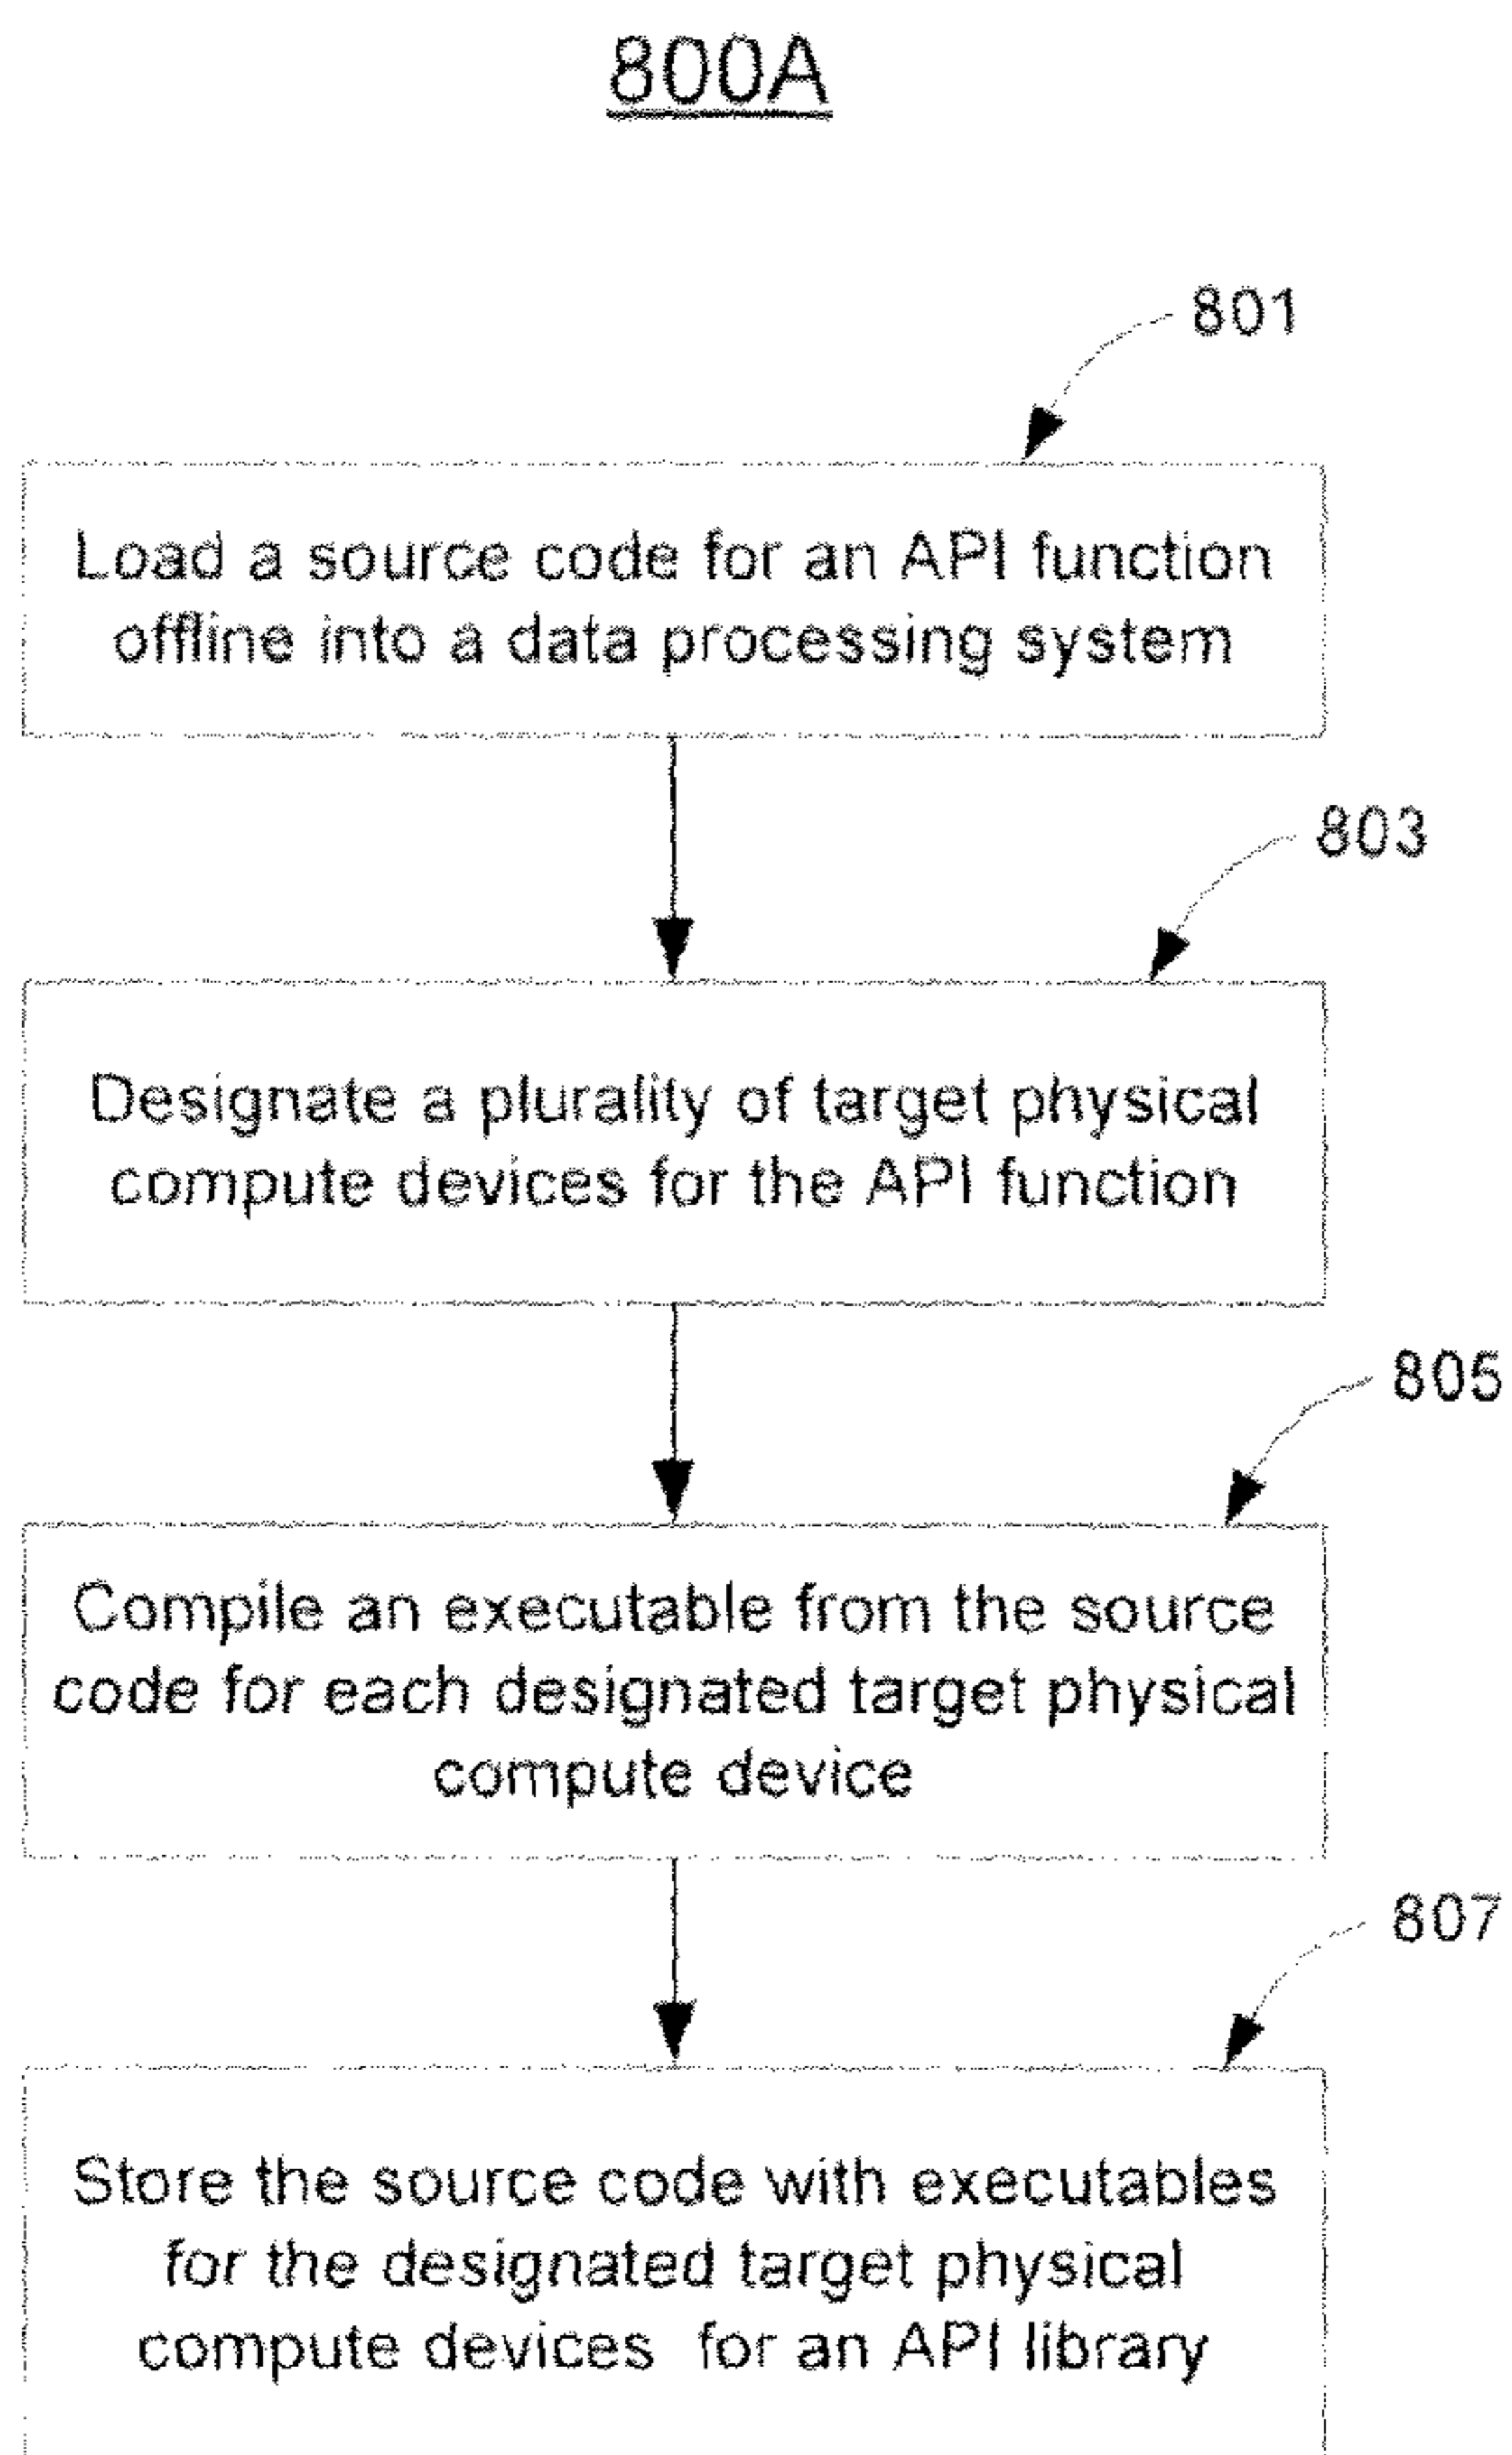 800A
801
Load a source code for an API function
offline into a data processing system
803
Designate a plurality of target physical
compute devices for the API function
805
Compile an executable from the source
code for each designated target physical
compute device
807
Store the source code with executables
for the designated target physical
compute devices for an API library